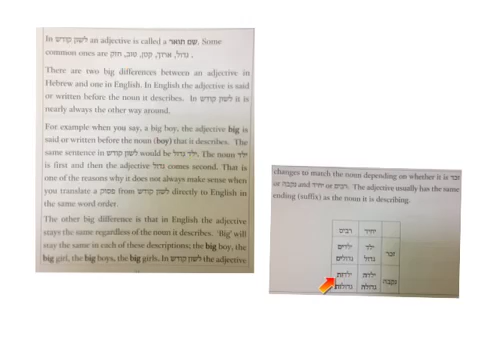 In לשון קודש an adjective is called a שם תואר. Some
common ones are גדול, ארוך, קטן, טוב, חזק .
There are two big differences between an adjective in
Hebrew and one in English. In English the adjective is said
or written before the noun it describes. In לשון קודש it is
nearly always the other way around.
For example when you say, a big boy, the adjective big is
said or written before the noun (boy) that it describes. The
same sentence in לשון קודש would be ילד גדול. The noun ילד
is first and then the adjective גדול comes second. That is
one of the reasons why it does not always make sense when
you translate a פסוק from לשון קודש directly to English in
the same word order.
The other big difference is that in English the adjective
stays the same regardless of the noun it describes. 'Big' will
stay the same in each of these descriptions; the big boy, the
big girl, the big boys, the big girls. In לשון קודש the adjective
changes to match the noun depending on whether it is זכר
or נקבה and יחיד or רבים. The adjective usually has the same
ending (suffix) as the noun it is describing.
יחיד רבים
זכר
ילד ילדים
גדול גדולים
נקבה
ילדה ילדות
גדולה גדולות